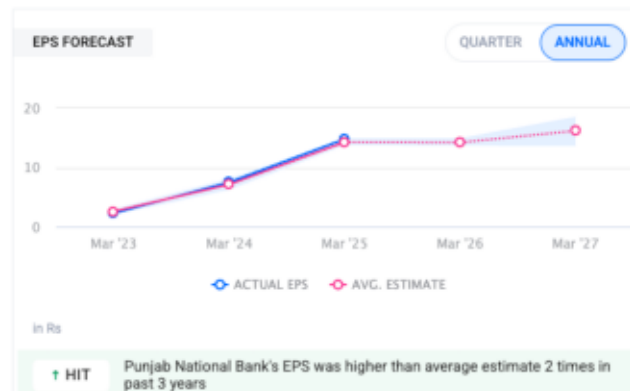 EPS FORECAST
QUARTER ANNUAL
20
10
0
Mar '23 Mar '24 Mar '25 Mar '26 Mar '27
ACTUAL EPS AVG. ESTIMATE
in Rs
↑ HIT Punjab National Bank's EPS was higher than average estimate 2 times in
past 3 years